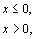 x ≤ 0,
x > 0,